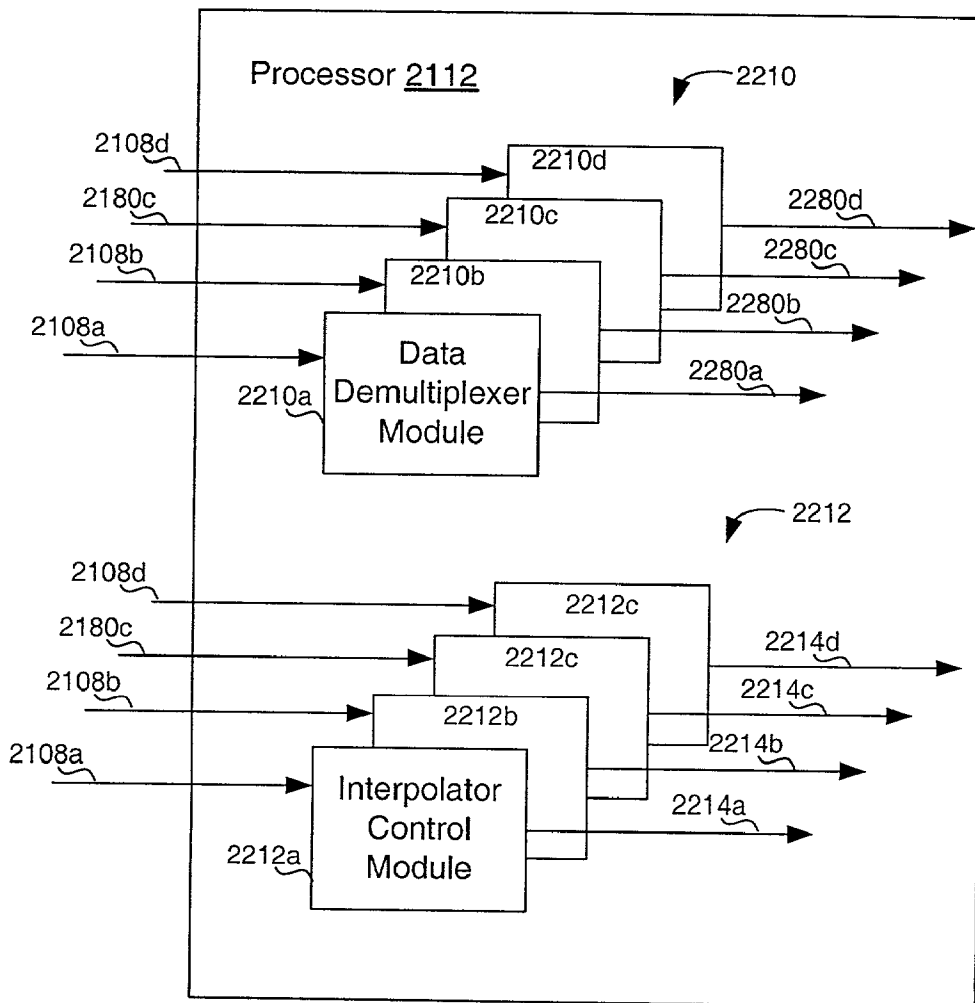 Processor 2112
2210
2108d
2210d
2180c
2210c
2280d
2108b
2210b
2280c
2280b
2108a
Data
Demultiplexer
Module
2280a
2210a
2212
2108d
2212c
2180c
2212c
2214d
2108b
2212b
2214c
2214b
2108a
Interpolator
Control
Module
2214a
2212a